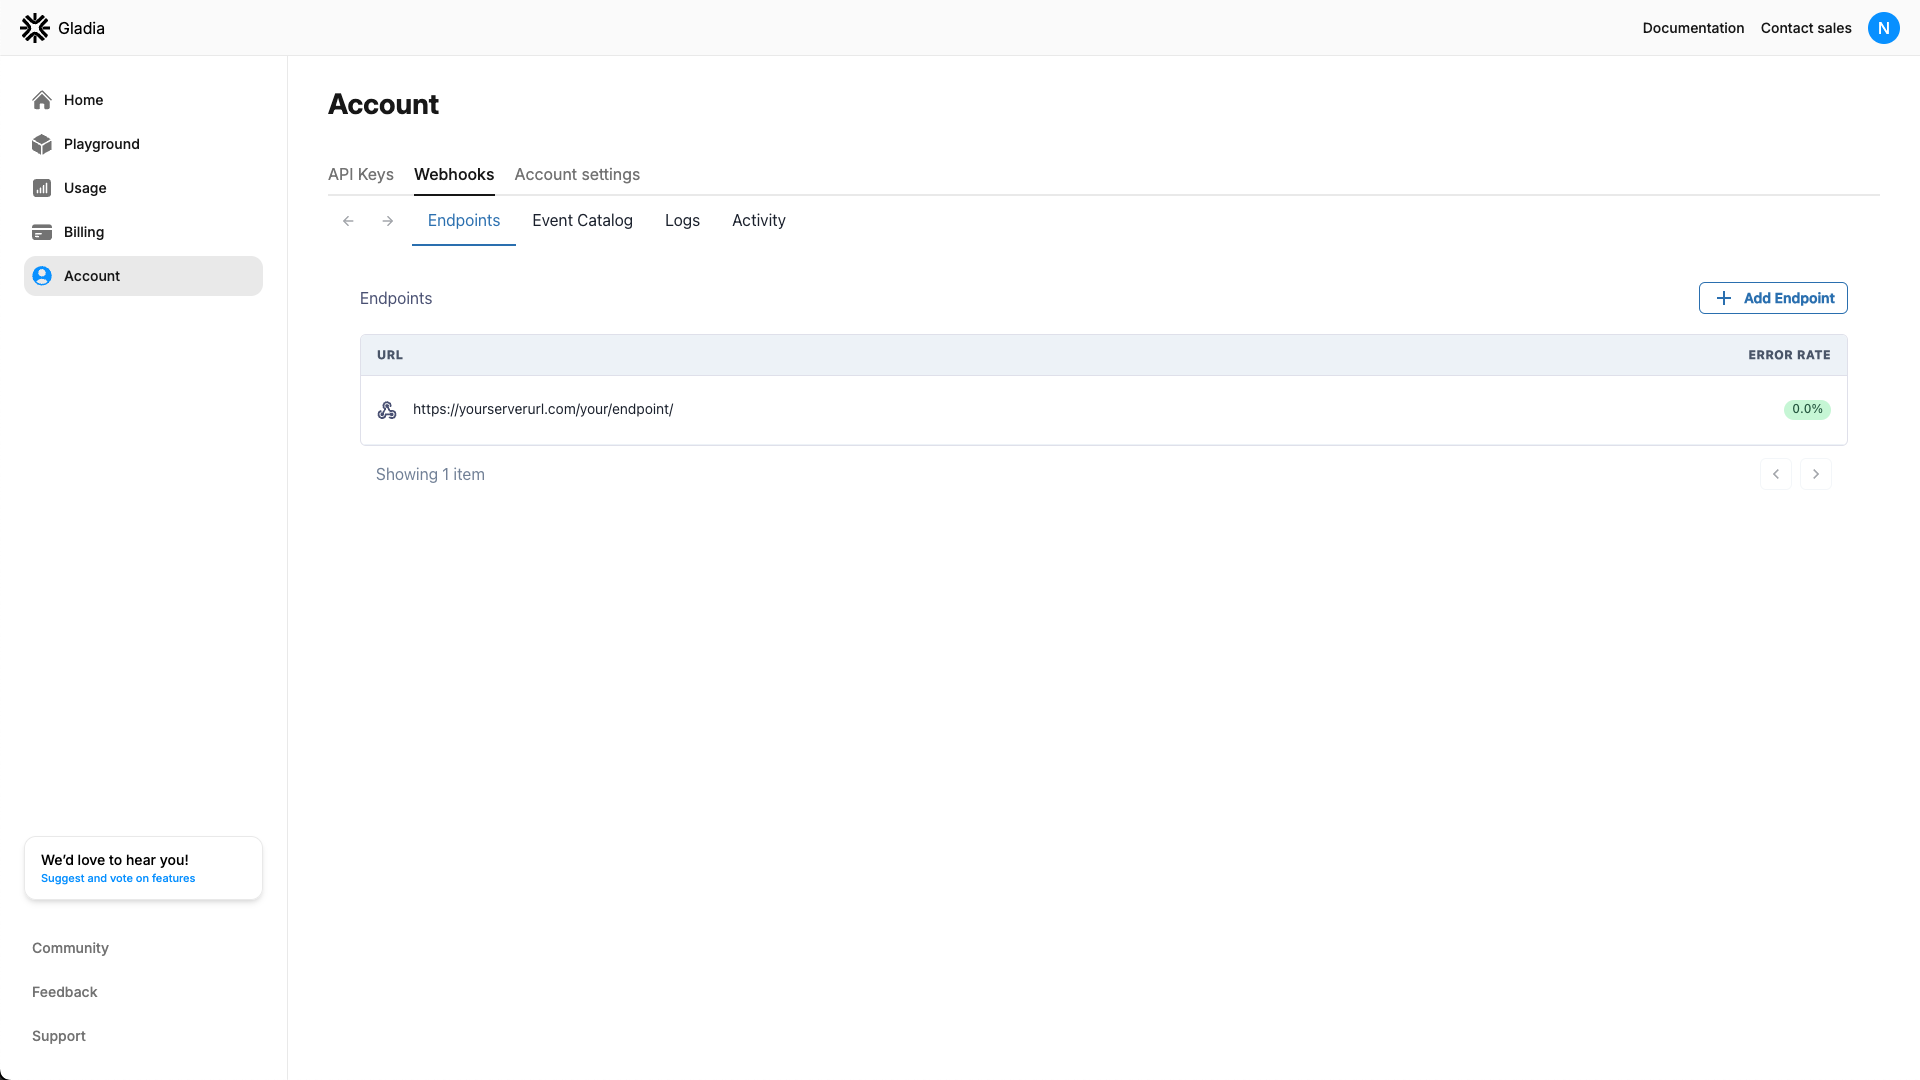 Gladia
Documentation
Contact sales
N
Home
Playground
Usage
Billing
Account
Account
API Keys
Webhooks
Account settings
Endpoints
Event Catalog
Logs
Activity
Endpoints
Add Endpoint
URL
ERROR RATE
https://yourserverurl.com/your/endpoint/
0.0%
Showing 1 item
We’d love to hear you!
Suggest and vote on features
Community
Feedback
Support